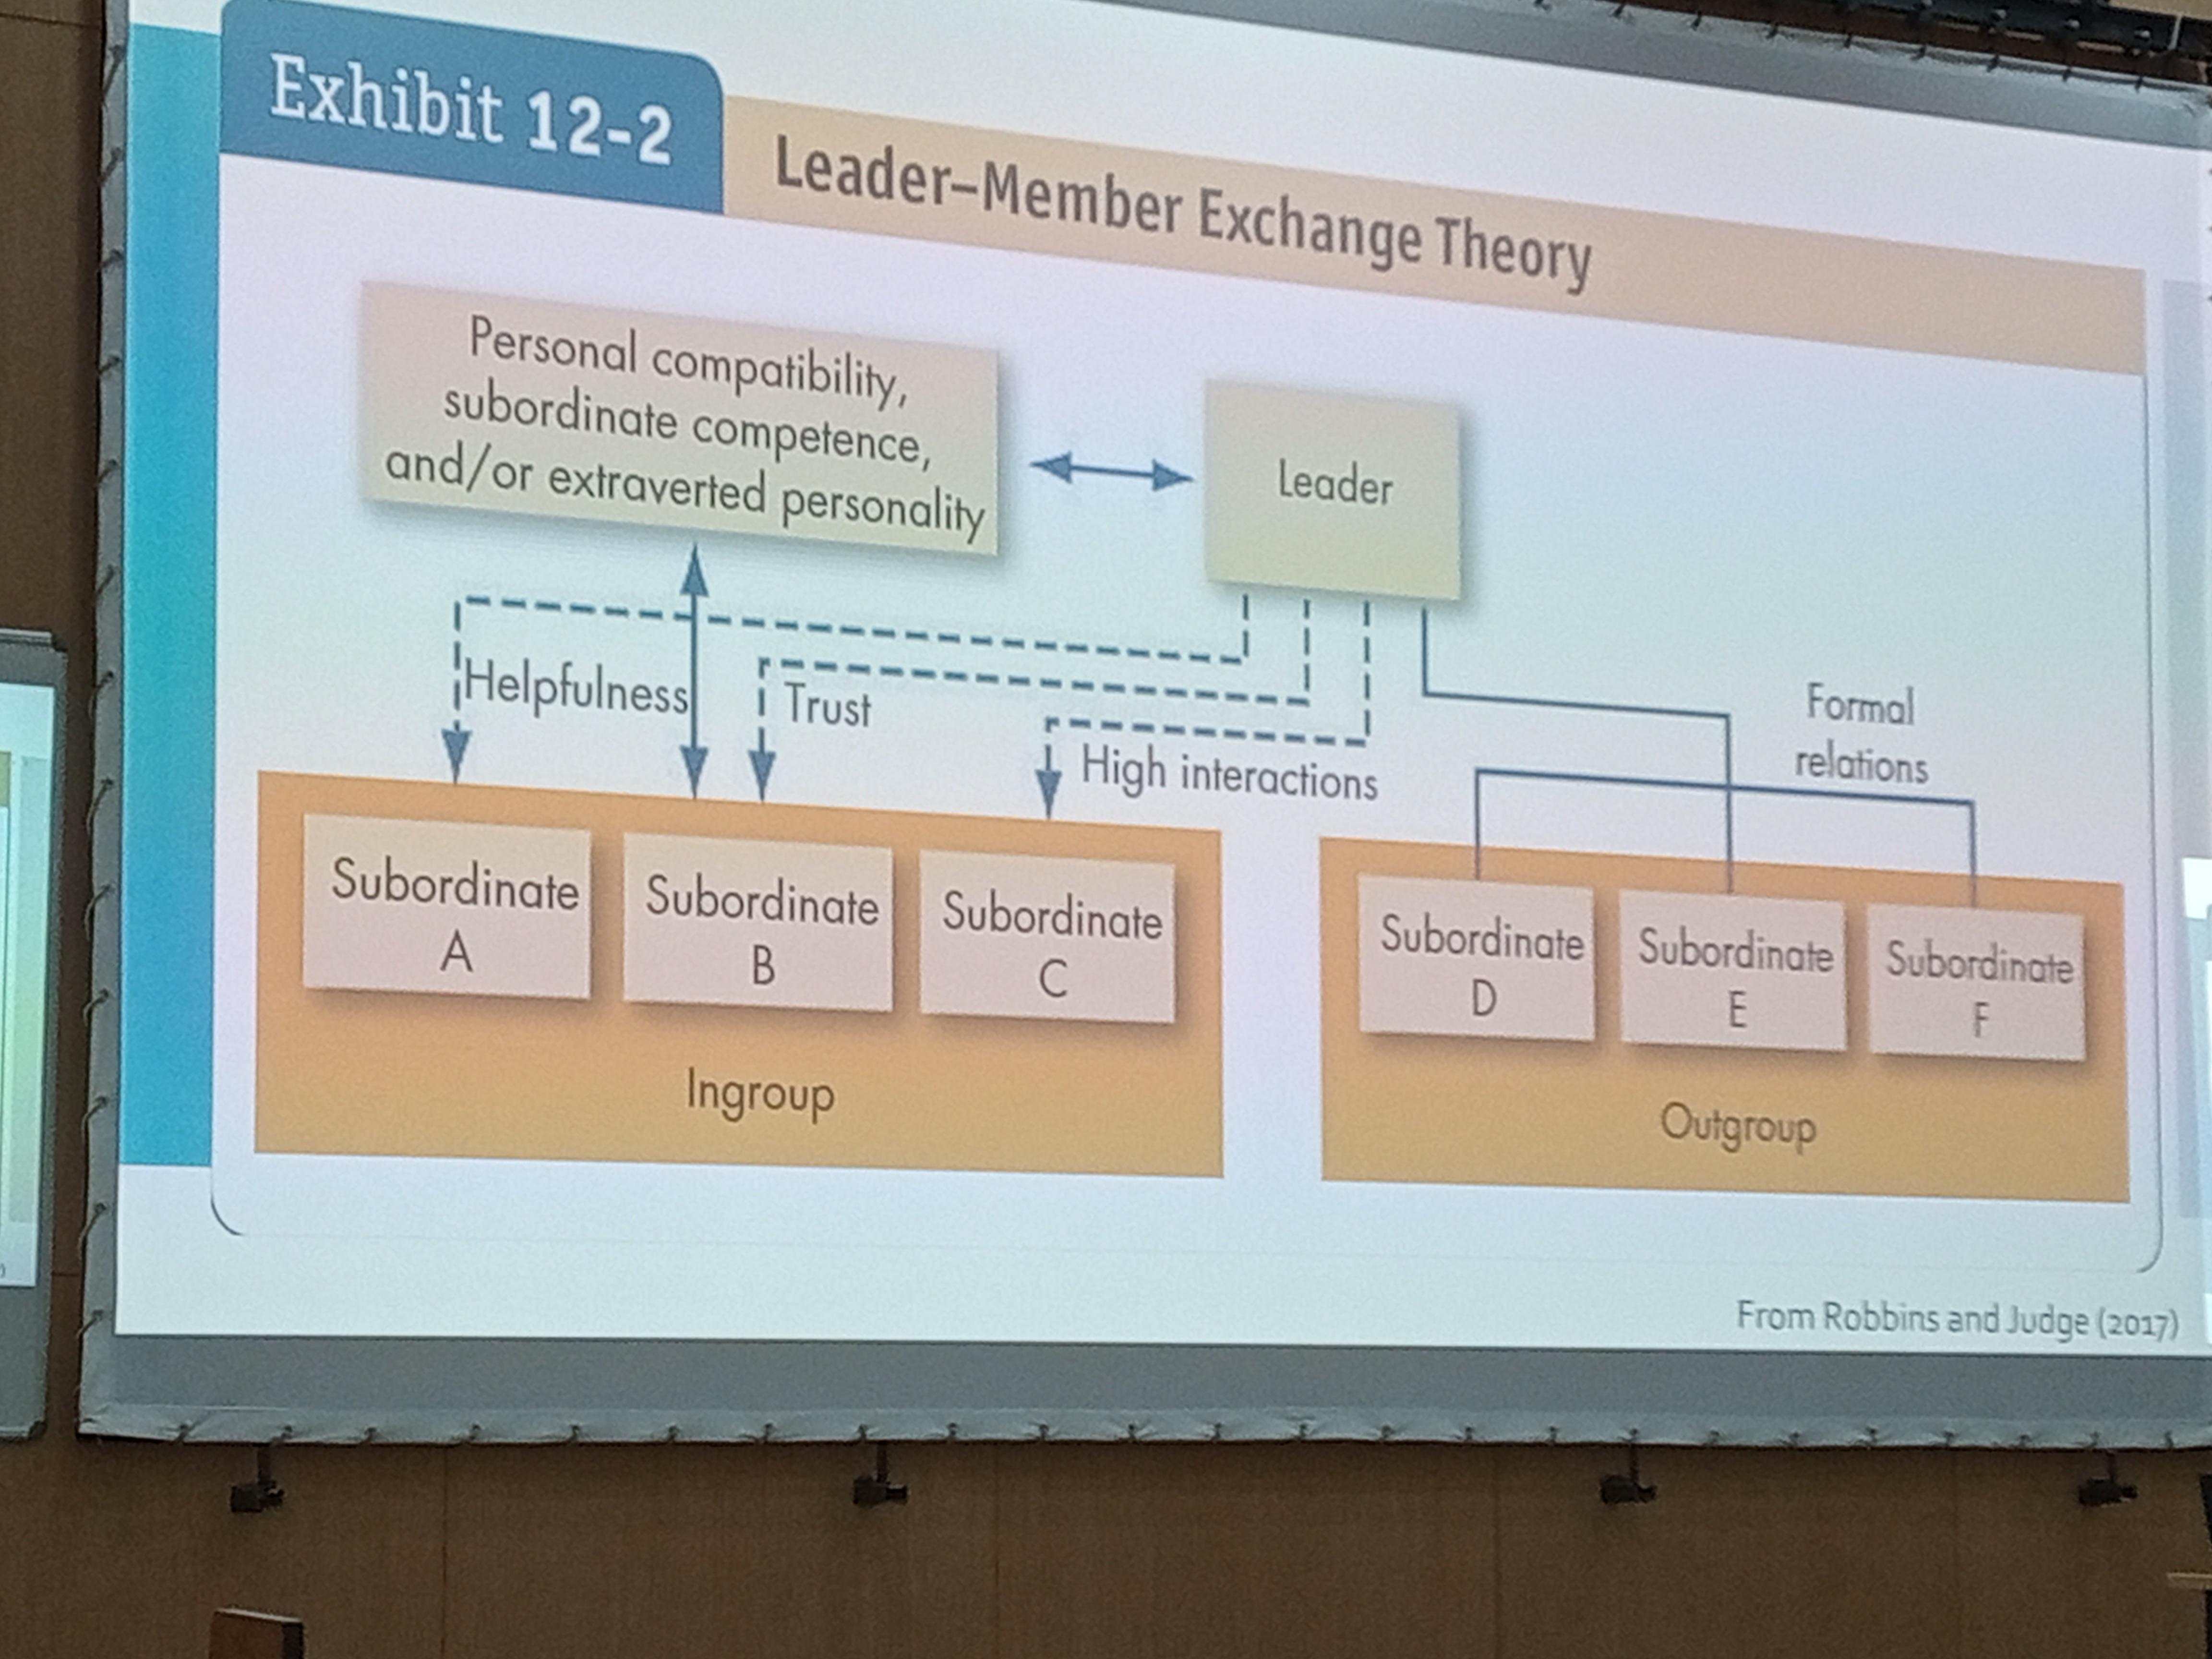 Exhibit 12-2
Leader–Member Exchange Theory
Personal compatibility,
subordinate competence,
and/or extraverted personality
Leader
Helpfulness
Trust
High interactions
Formal
relations
Subordinate
A
Subordinate
B
Subordinate
C
Ingroup
Subordinate
D
Subordinate
E
Subordinate
F
Outgroup
From Robbins and Judge (2017)